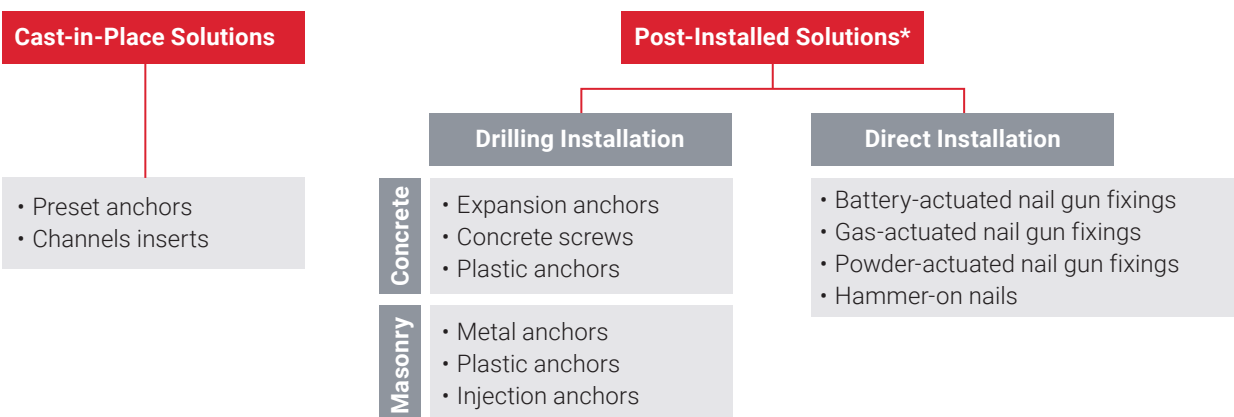 Cast-in-Place Solutions
• Preset anchors
• Channels inserts
Post-Installed Solutions*
Drilling Installation
Concrete
• Expansion anchors
• Concrete screws
• Plastic anchors
Masonry
• Metal anchors
• Plastic anchors
• Injection anchors
Direct Installation
• Battery-actuated nail gun fixings
• Gas-actuated nail gun fixings
• Powder-actuated nail gun fixings
• Hammer-on nails